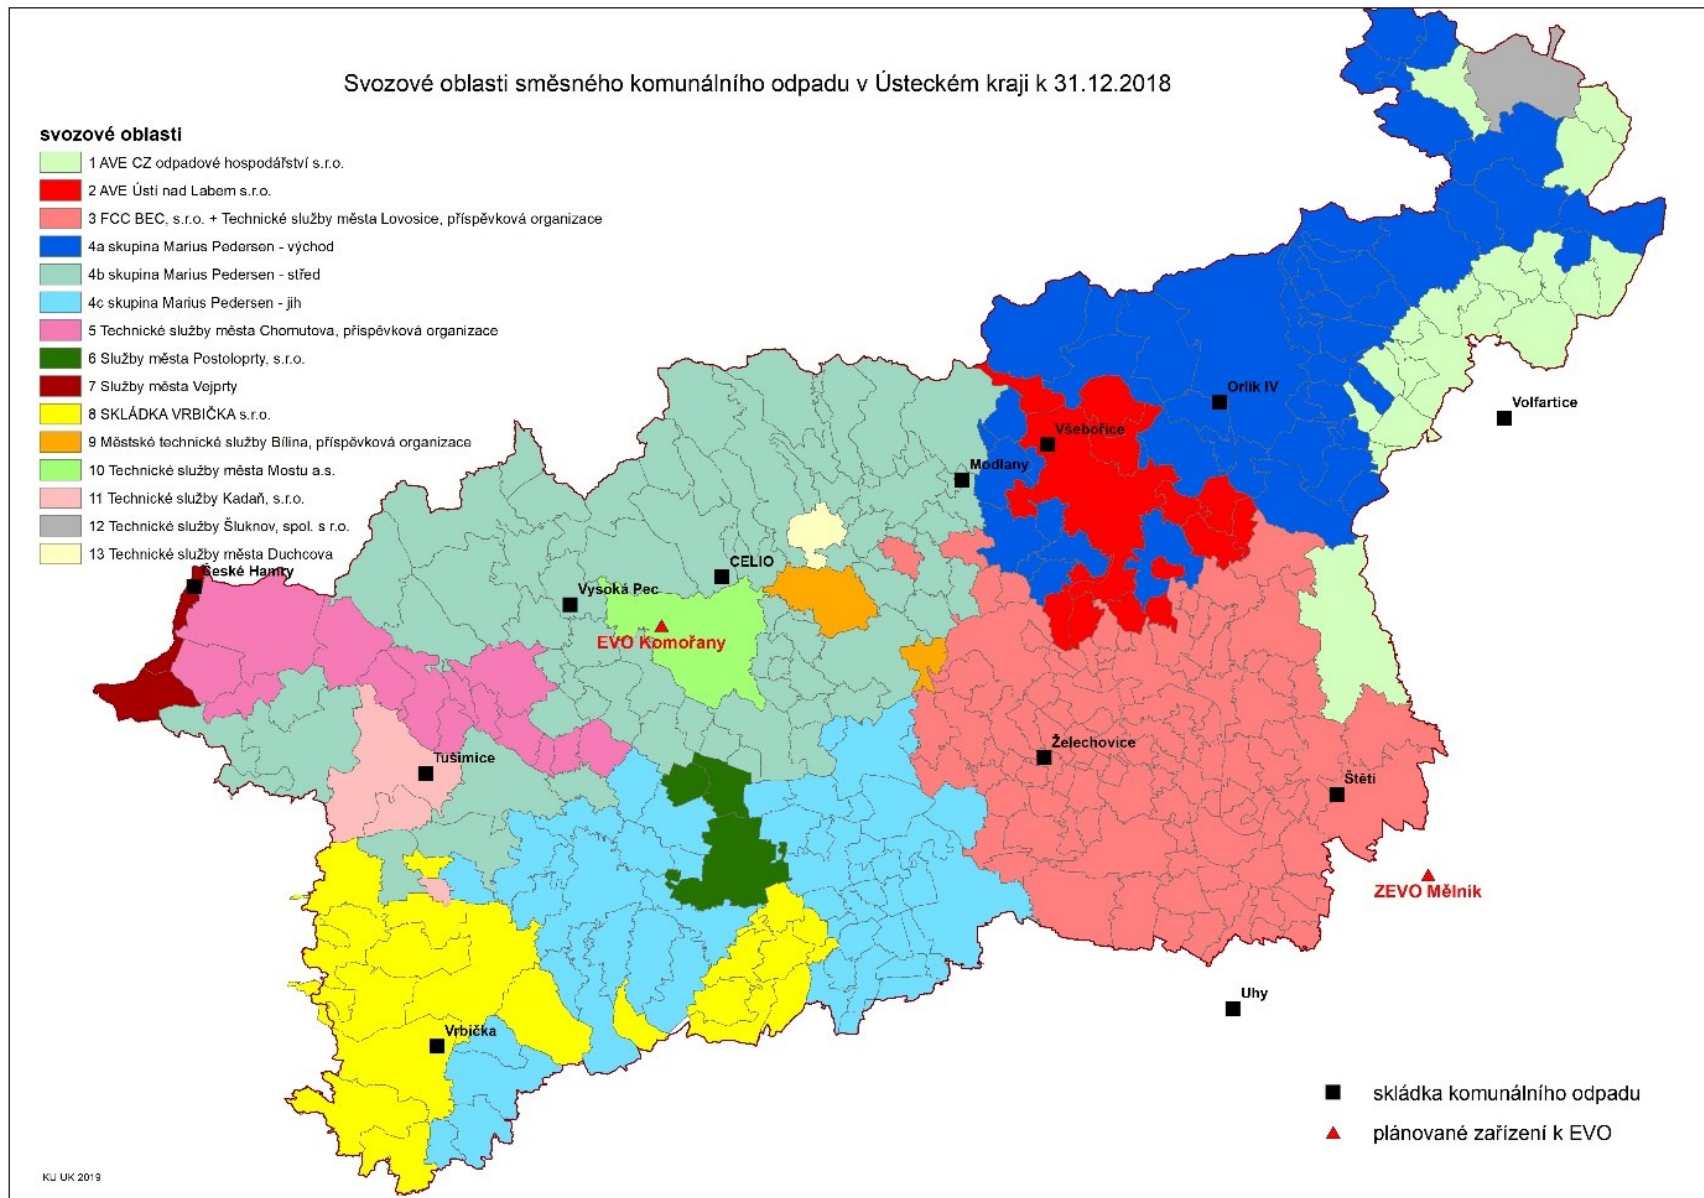 Svozové oblasti směsného komunálního odpadu v Ústeckém kraji k 31.12.2018
svozové oblasti
1 AVE CZ odpadové hospodářství s.r.o.
2 AVE Ústí nad Labem s.r.o.
3 FCC BEC, s.r.o. + Technické služby města Lovosice, příspěvková organizace
4a skupina Marius Pedersen - východ
4b skupina Marius Pedersen - střed
4c skupina Marius Pedersen - jih
5 Technické služby města Chomutova, příspěvková organizace
6 Služby města Postoloprty, s.r.o.
7 Služby města Vejprty
8 SKLÁDKA VRBIČKA s.r.o.
9 Městské technické služby Bílina, příspěvková organizace
10 Technické služby města Mostu a.s.
11 Technické služby Kadaň, s.r.o.
12 Technické služby Šluknov, spol. s r.o.
13 Technické služby města Duchcova
Orlík IV
Volfartice
Všebořice
Modlany
České Hamry
CELIO
Vysoká Pec
EVO Komořany
Tušimice
Želechovice
Štětí
ZEVO Mělník
Uhy
Vrbička
skládka komunálního odpadu
plánované zařízení k EVO
KU UK 2019